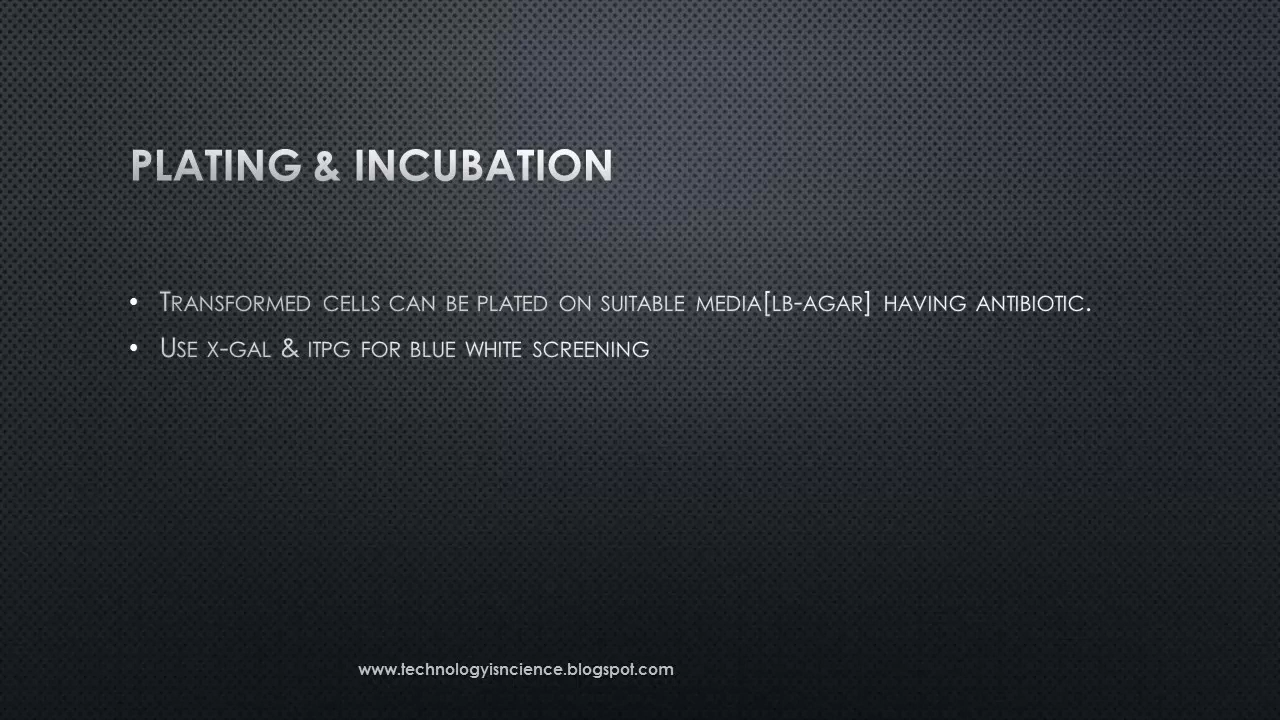 PLATING & INCUBATION
• Transformed cells can be plated on suitable media[lb-agar] having antibiotic.
• Use x-gal & itpg for blue white screening
www.technologyisncience.blogspot.com